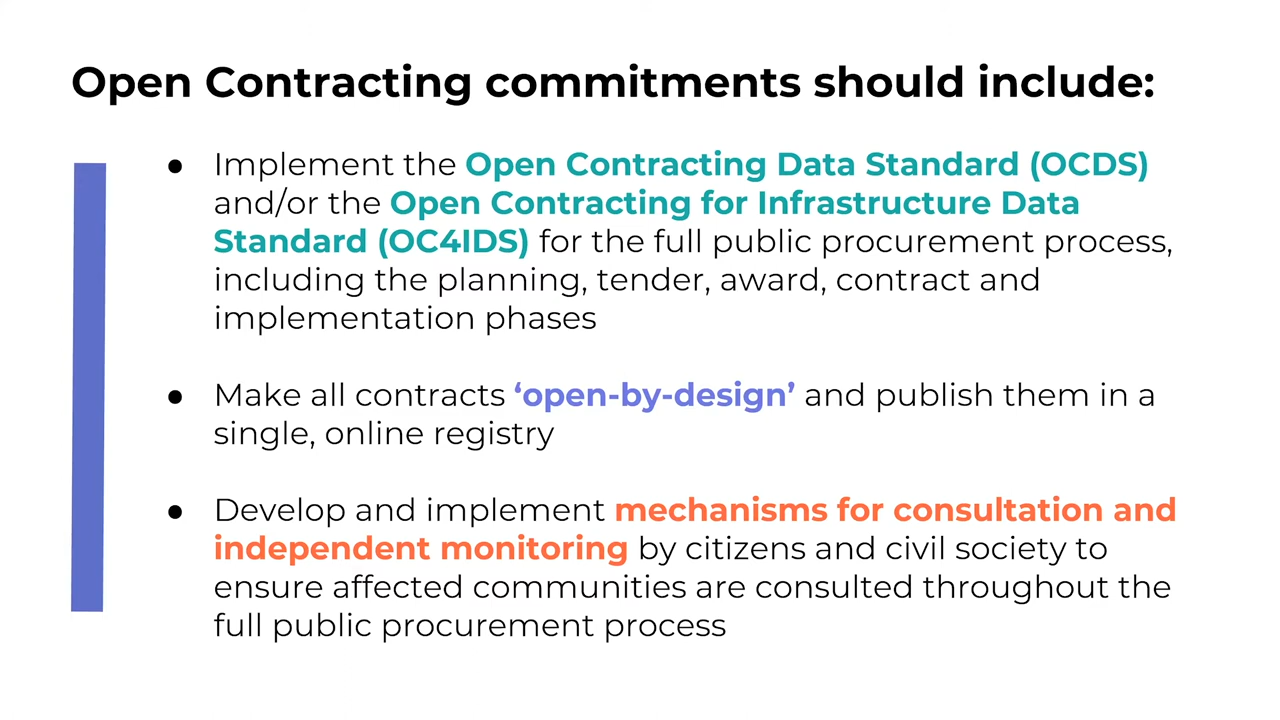 Open Contracting commitments should include:
● Implement the Open Contracting Data Standard (OCDS)
and/or the Open Contracting for Infrastructure Data
Standard (OC4IDS) for the full public procurement process,
including the planning, tender, award, contract and
implementation phases
● Make all contracts ‘open-by-design’ and publish them in a
single, online registry
● Develop and implement mechanisms for consultation and
independent monitoring by citizens and civil society to
ensure affected communities are consulted throughout the
full public procurement process